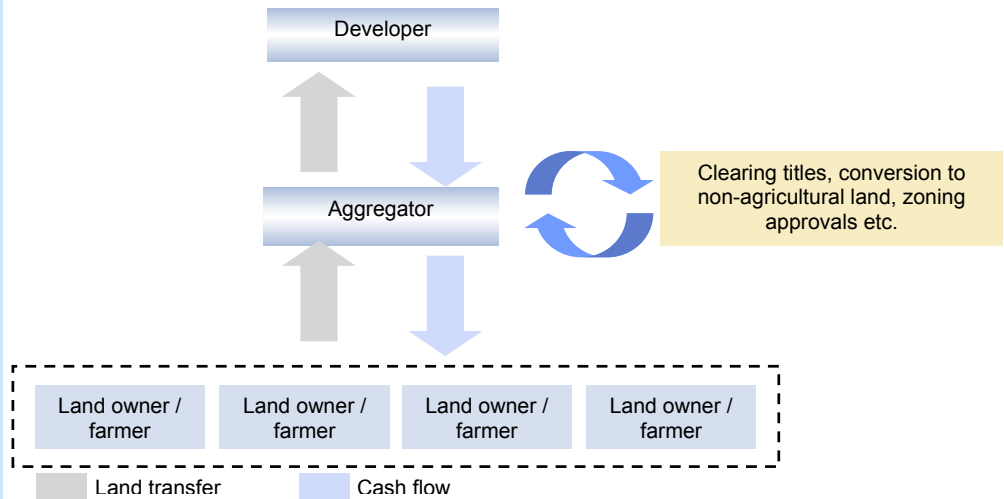 Developer
Aggregator
Clearing titles, conversion to
non-agricultural land, zoning
approvals etc.
Land owner /
farmer
Land owner /
farmer
Land owner /
farmer
Land owner /
farmer
Land transfer
Cash flow